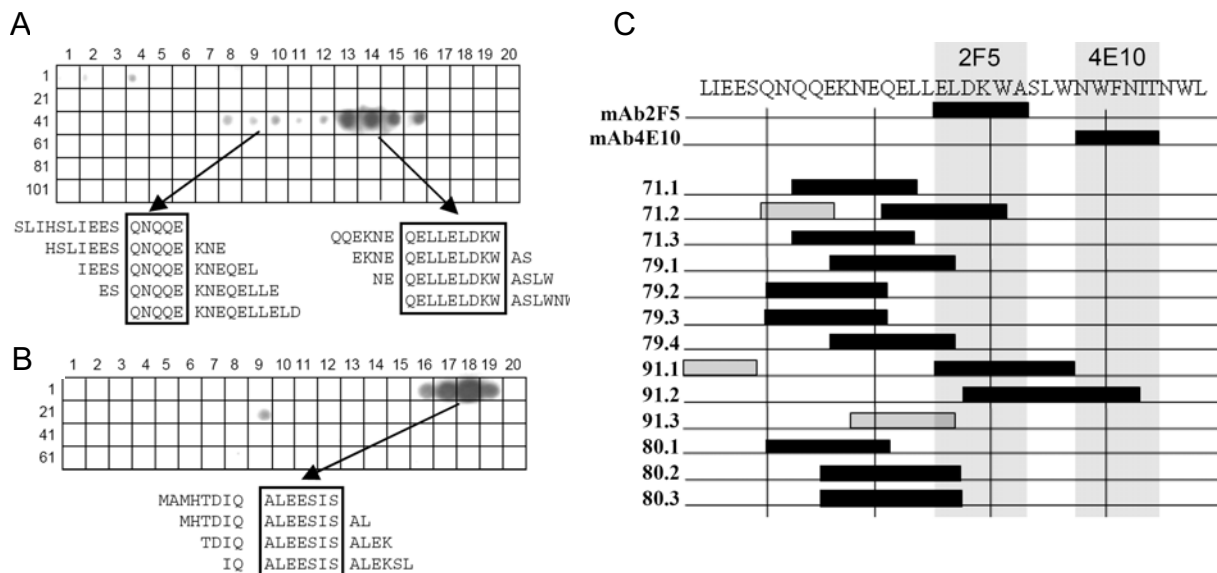 A
1 2 3 4 5 6 7 8 9 10 11 12 13 14 15 16 17 18 19 20
1
21
41
61
81
101
SLIHSLIEES QNQQE
HSLIEES QNQQE KNE
IEES QNQQE KNEQEL
ES QNQQE KNEQELLE
QNQQE KNEQELLELD
QQEKNE QELLELDKW
EKNE QELLELDKW AS
NE QELLELDKW ASLW
QELLELDKW ASLWNW
B
1 2 3 4 5 6 7 8 9 10 11 12 13 14 15 16 17 18 19 20
1
21
41
61
MAMHTDIQ ALEESIS
MHTDIQ ALEESIS AL
TDIQ ALEESIS ALEK
IQ ALEESIS ALEKSL
C
2F5 4E10
LIEESQNQQEKNEQELLELDKWASLWNWFNITNWL
mAb2F5
mAb4E10
71.1
71.2
71.3
79.1
79.2
79.3
79.4
91.1
91.2
91.3
80.1
80.2
80.3